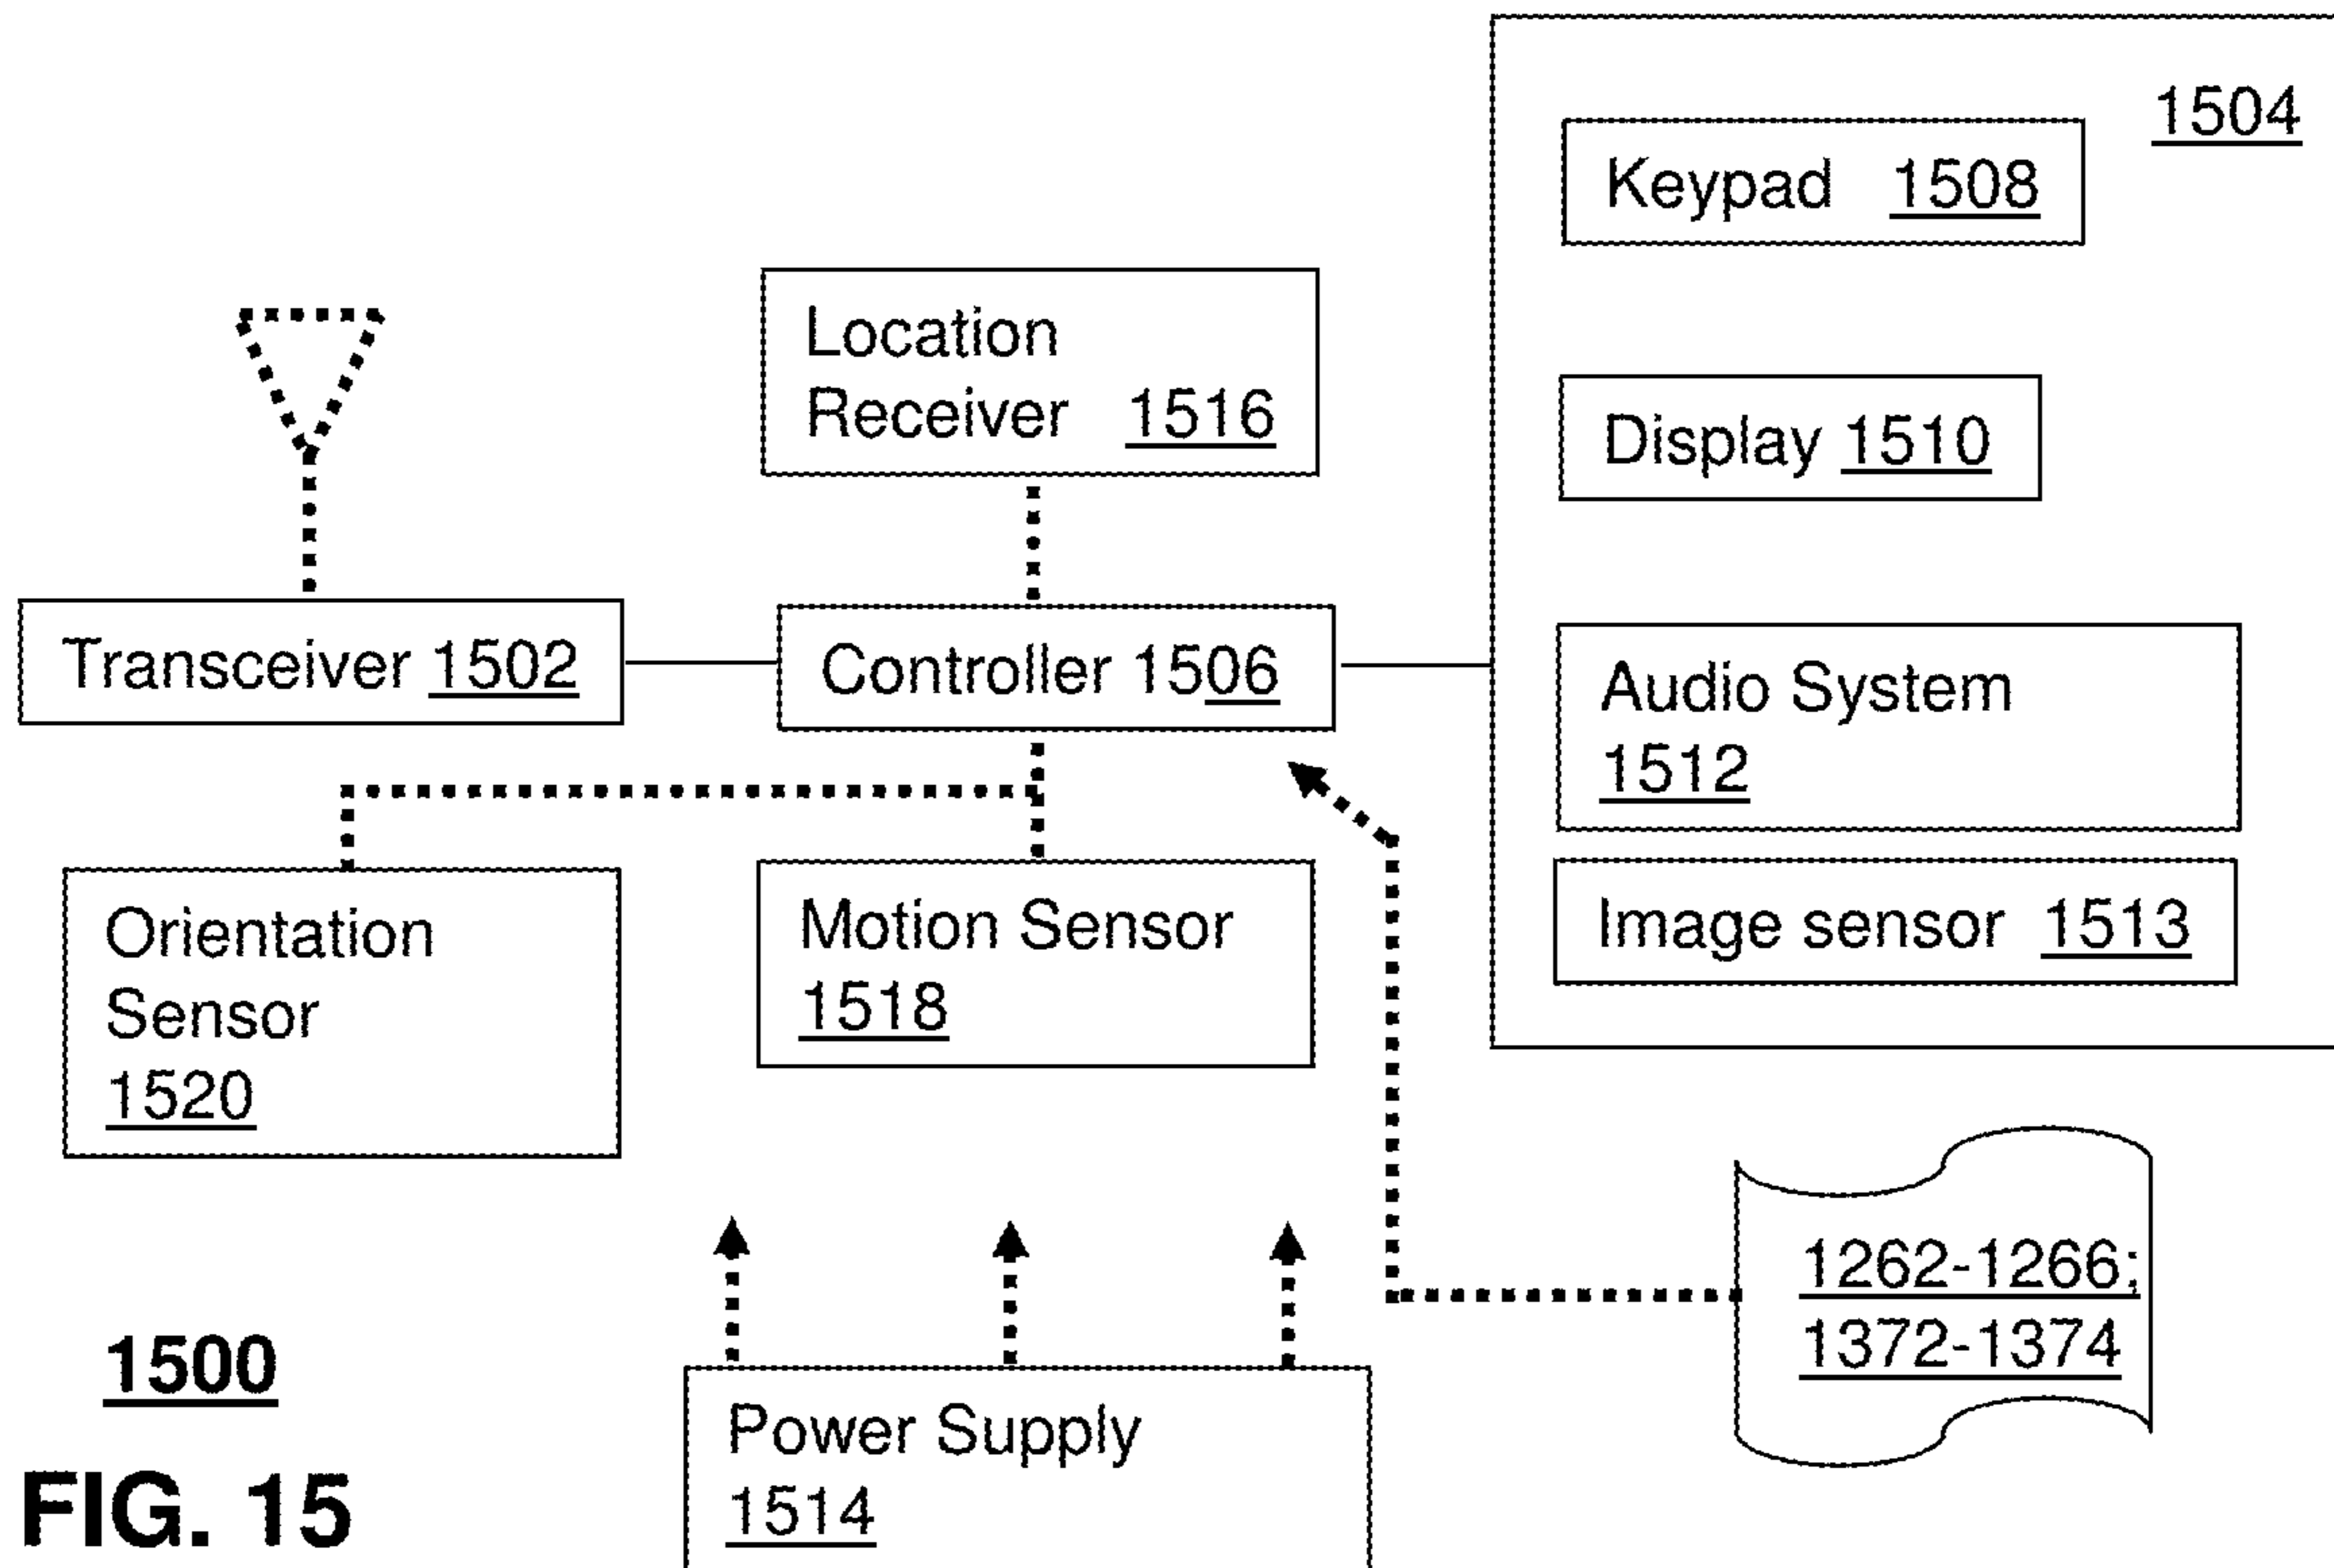 1504
Keypad 1508
Location
Receiver 1516
Display 1510
Transceiver 1502
Controller 1506
Audio System
1512
Orientation
Sensor
1520
Motion Sensor
1518
Image sensor 1513
1262-1266;
1372-1374
1500
Power Supply
1514
FIG. 15